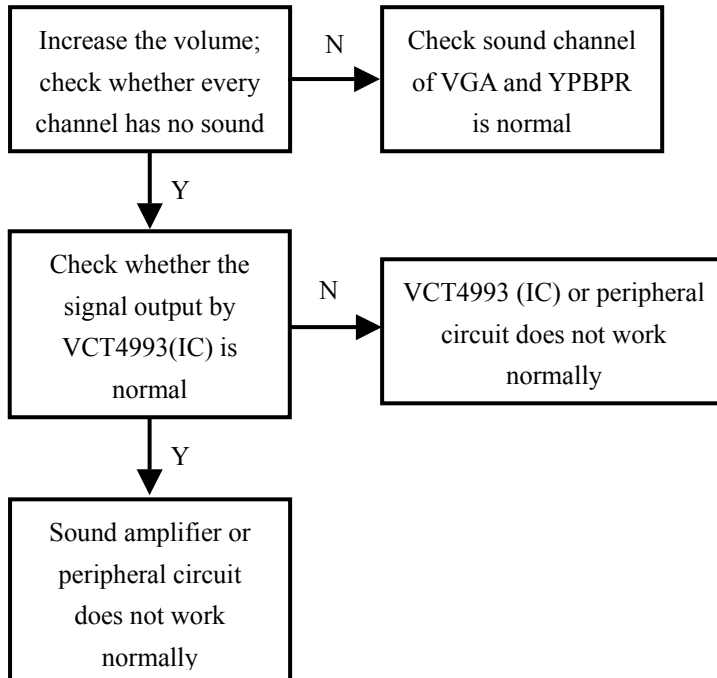 Increase the volume;
check whether every
channel has no sound
N
Check sound channel
of VGA and YPBPR
is normal
Y
Check whether the
signal output by
VCT4993(IC) is
normal
N
VCT4993 (IC) or peripheral
circuit does not work
normally
Y
Sound amplifier or
peripheral circuit
does not work
normally